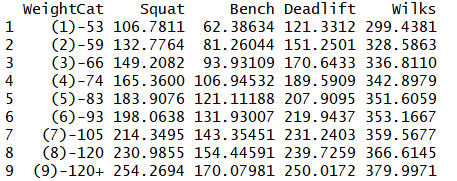 WeightCat Squat Bench Deadlift Wilks
1 (1)-53 106.7811 62.38634 121.3312 299.4381
2 (2)-59 132.7764 81.26044 151.2501 328.5863
3 (3)-66 149.2082 93.93109 170.6433 336.8110
4 (4)-74 165.3600 106.94532 189.5909 342.8979
5 (5)-83 183.9076 121.11188 207.9095 351.6059
6 (6)-93 198.0638 131.93007 219.9437 353.1667
7 (7)-105 214.3495 143.35451 231.2403 359.5677
8 (8)-120 230.9855 154.44591 239.7259 366.6145
9 (9)-120+ 254.2694 170.07981 250.0172 379.9971